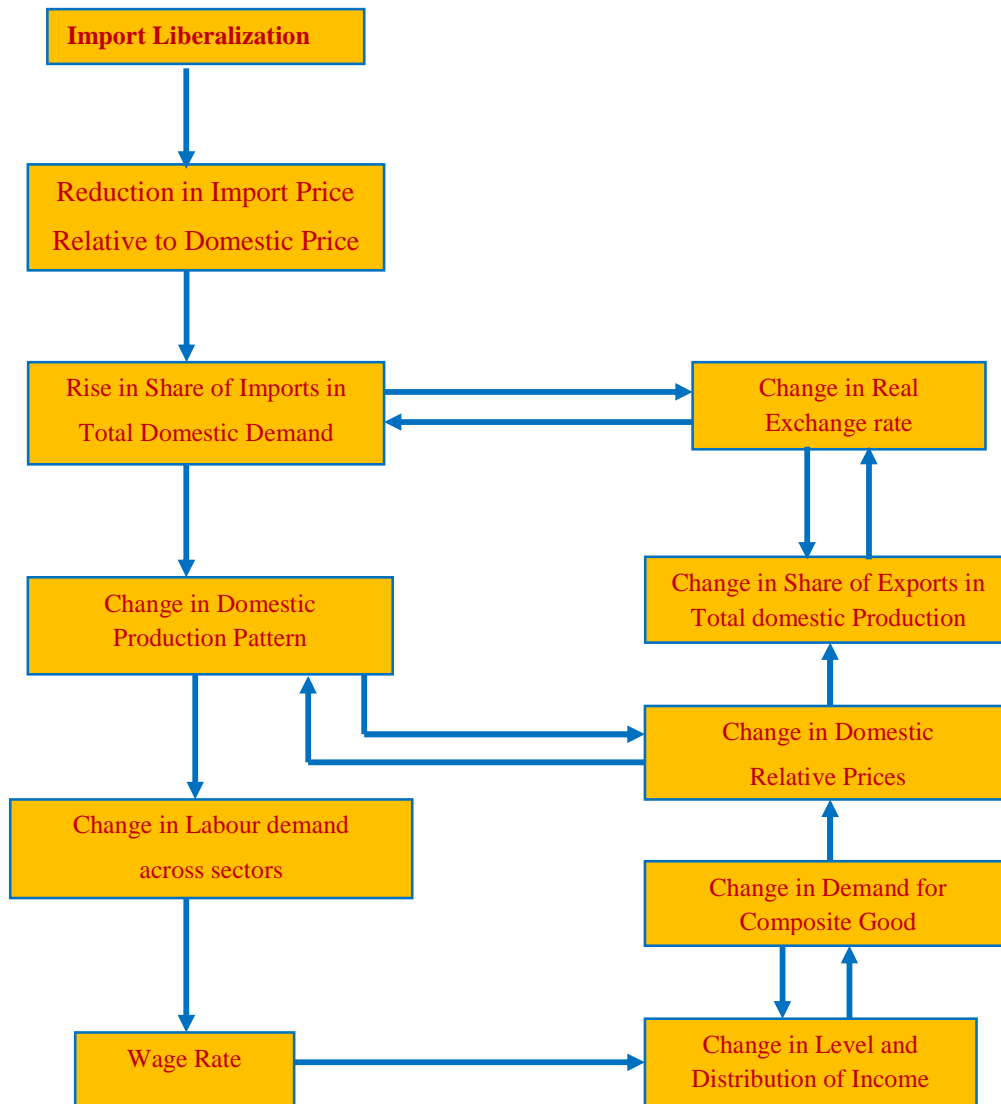 Import Liberalization
Reduction in Import Price
Relative to Domestic Price
Rise in Share of Imports in
Total Domestic Demand
Change in Real
Exchange rate
Change in Domestic
Production Pattern
Change in Share of Exports in
Total domestic Production
Change in Domestic
Relative Prices
Change in Labour demand
across sectors
Change in Demand for
Composite Good
Wage Rate
Change in Level and
Distribution of Income